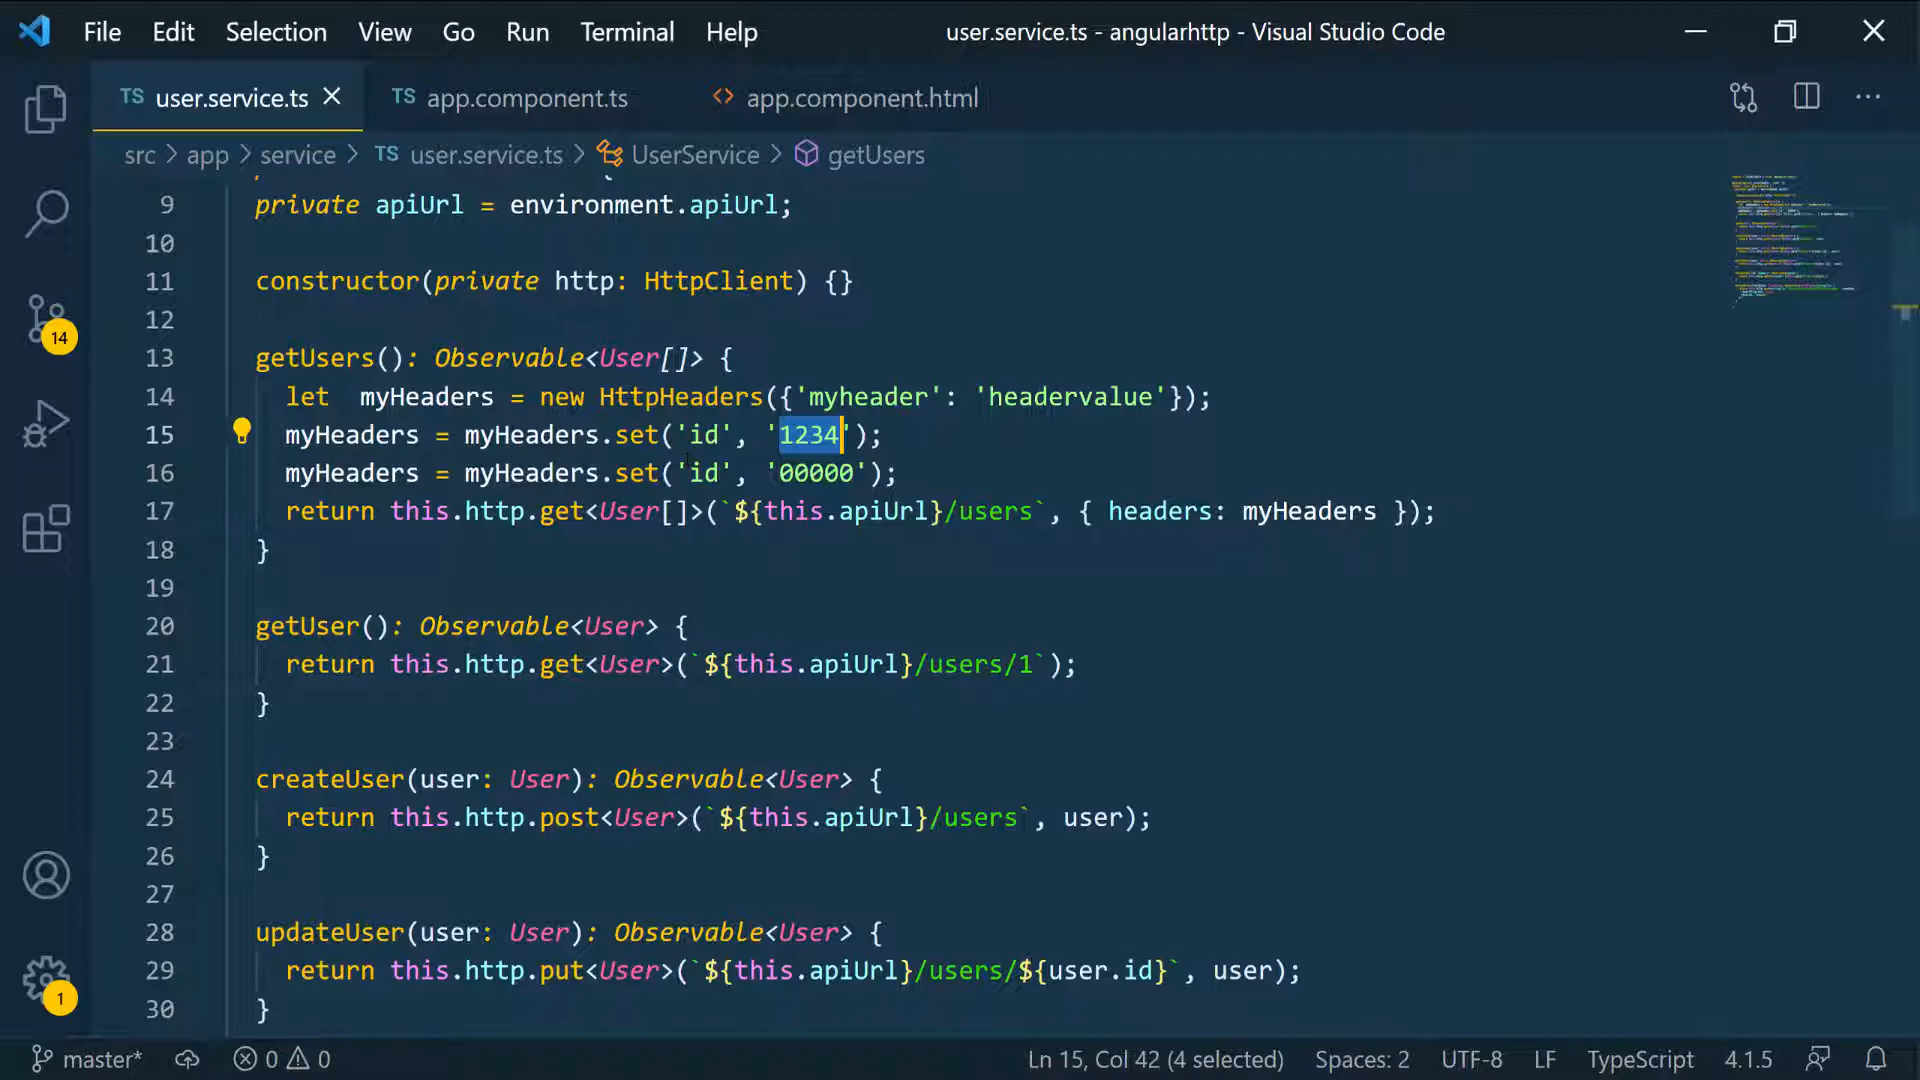 File Edit Selection View Go Run Terminal Help user.service.ts - angularhttp - Visual Studio Code
TS user.service.ts TS app.component.ts <> app.component.html
src > app > service > TS user.service.ts > UserService > getUsers
9 private apiUrl = environment.apiUrl;
10
11 constructor(private http: HttpClient) {}
12
13 getUsers(): Observable<User[]> {
14 let  myHeaders = new HttpHeaders({'myheader': 'headervalue'});
15 myHeaders = myHeaders.set('id', '1234');
16 myHeaders = myHeaders.set('id', '00000');
17 return this.http.get<User[]>(`${this.apiUrl}/users`, { headers: myHeaders });
18 }
19
20 getUser(): Observable<User> {
21 return this.http.get<User>(`${this.apiUrl}/users/1`);
22 }
23
24 createUser(user: User): Observable<User> {
25 return this.http.post<User>(`${this.apiUrl}/users`, user);
26 }
27
28 updateUser(user: User): Observable<User> {
29 return this.http.put<User>(`${this.apiUrl}/users/${user.id}`, user);
30 }
14
1
master* 0 0 Ln 15, Col 42 (4 selected) Spaces: 2 UTF-8 LF TypeScript 4.1.5